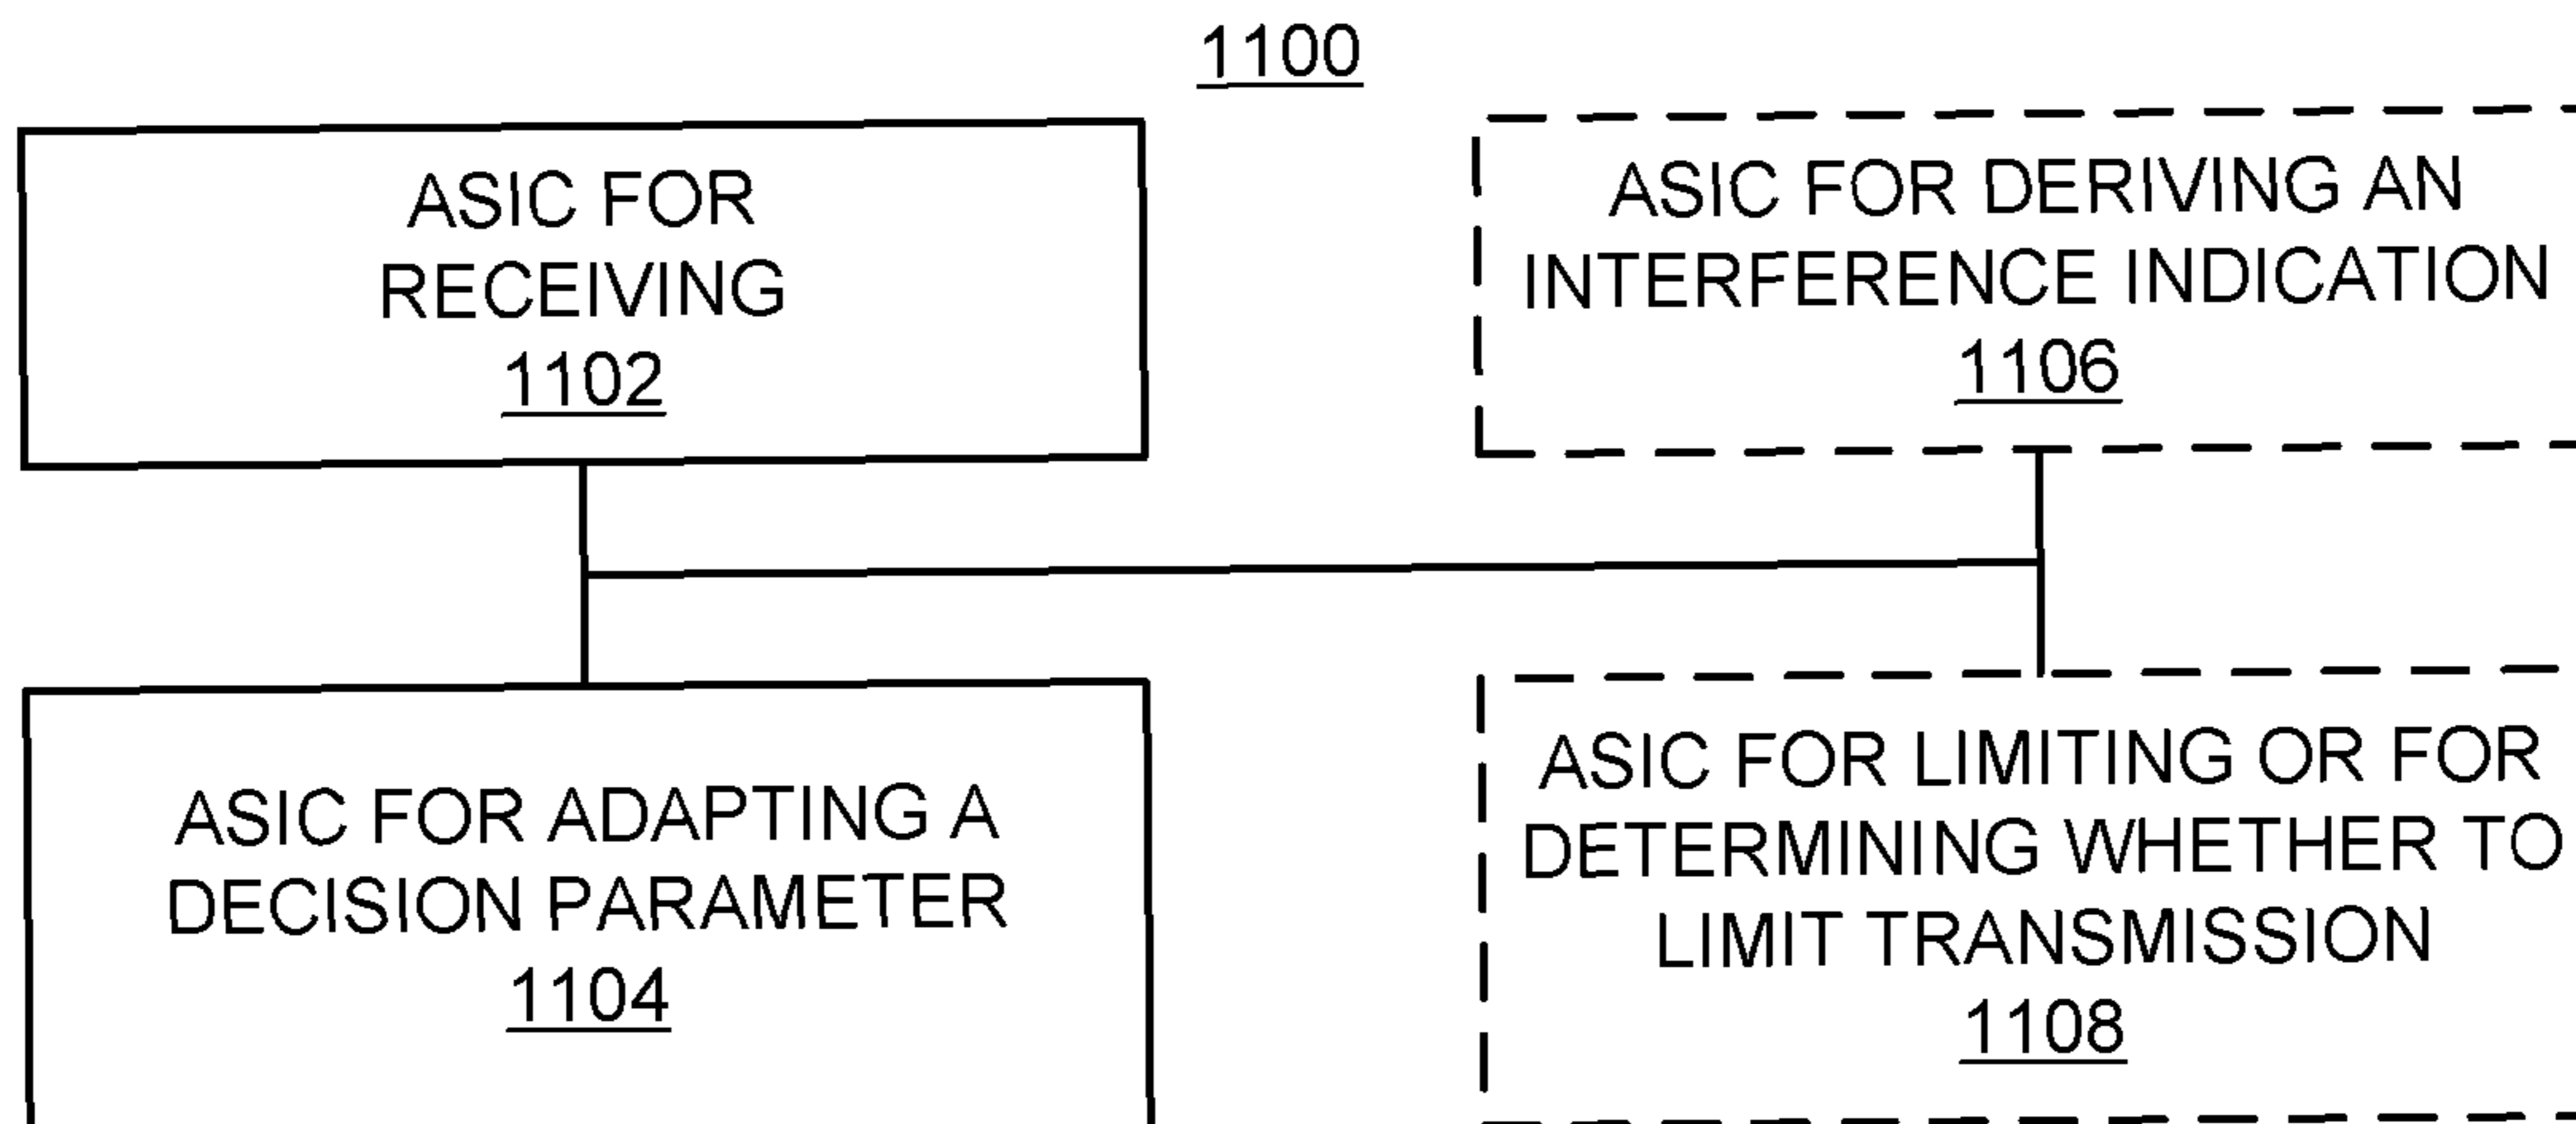 1100
ASIC FOR
RECEIVING
1102
ASIC FOR DERIVING AN
INTERFERENCE INDICATION
1106
ASIC FOR ADAPTING A
DECISION PARAMETER
1104
ASIC FOR LIMITING OR FOR
DETERMINING WHETHER TO
LIMIT TRANSMISSION
1108